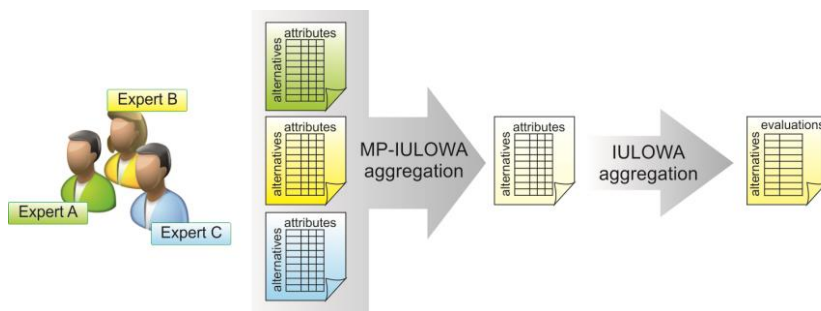 Expert B
Expert A
Expert C
attributes
alternatives
attributes
alternatives
attributes
alternatives
MP-IULOWA
aggregation
attributes
alternatives
IULOWA
aggregation
evaluations
alternatives